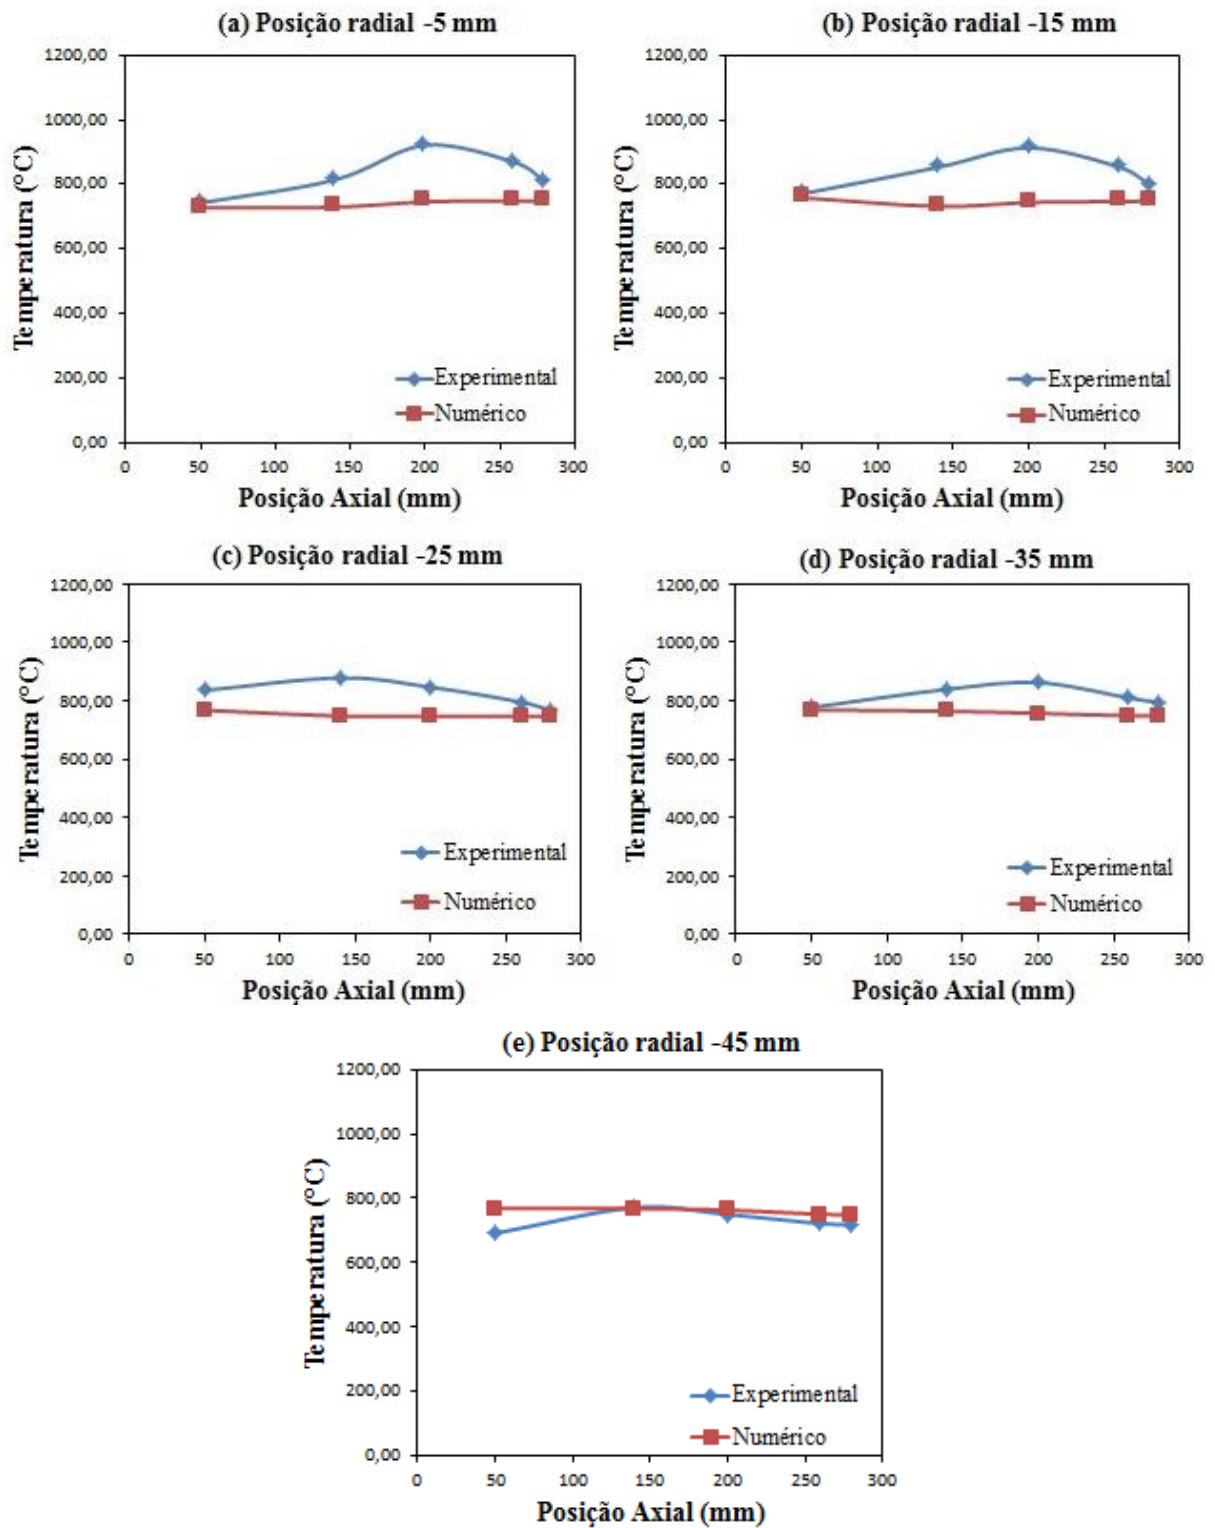 (a) Posição radial -5 mm
1200,00
1000,00
800,00
600,00
400,00
200,00
0,00
Temperatura (°C)
Experimental
Numérico
0 50 100 150 200 250 300
Posição Axial (mm)
(b) Posição radial -15 mm
1200,00
1000,00
800,00
600,00
400,00
200,00
0,00
Temperatura (°C)
Experimental
Numérico
0 50 100 150 200 250 300
Posição Axial (mm)
(c) Posição radial -25 mm
1200,00
1000,00
800,00
600,00
400,00
200,00
0,00
Temperatura (°C)
Experimental
Numérico
0 50 100 150 200 250 300
Posição Axial (mm)
(d) Posição radial -35 mm
1200,00
1000,00
800,00
600,00
400,00
200,00
0,00
Temperatura (°C)
Experimental
Numérico
0 50 100 150 200 250 300
Posição Axial (mm)
(e) Posição radial -45 mm
1200,00
1000,00
800,00
600,00
400,00
200,00
0,00
Temperatura (°C)
Experimental
Numérico
0 50 100 150 200 250 300
Posição Axial (mm)